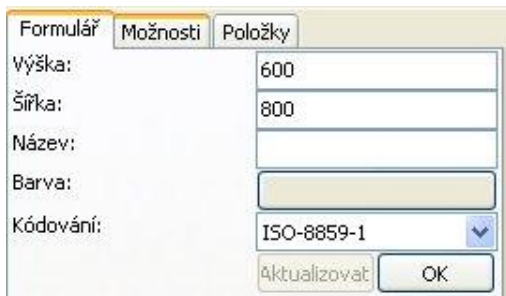 Formulář Možnosti Položky
Výška: 600
Šířka: 800
Název:
Barva:
Kódování: ISO-8859-1
Aktualizovat OK